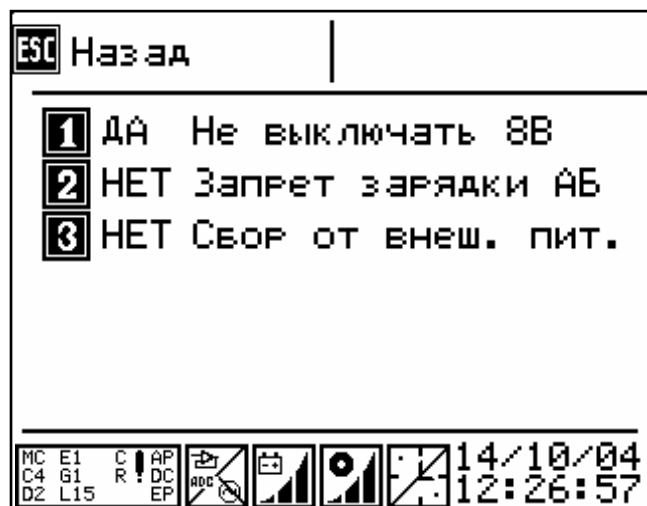 ESC Назад
1 ДА Не выключать 8В
2 НЕТ Запрет зарядки АБ
3 НЕТ Сбор от внеш. пит.
MC E1 C ! AP
C4 G1 R DC
D2 L15 EP
ADC
14/10/04
12:26:57